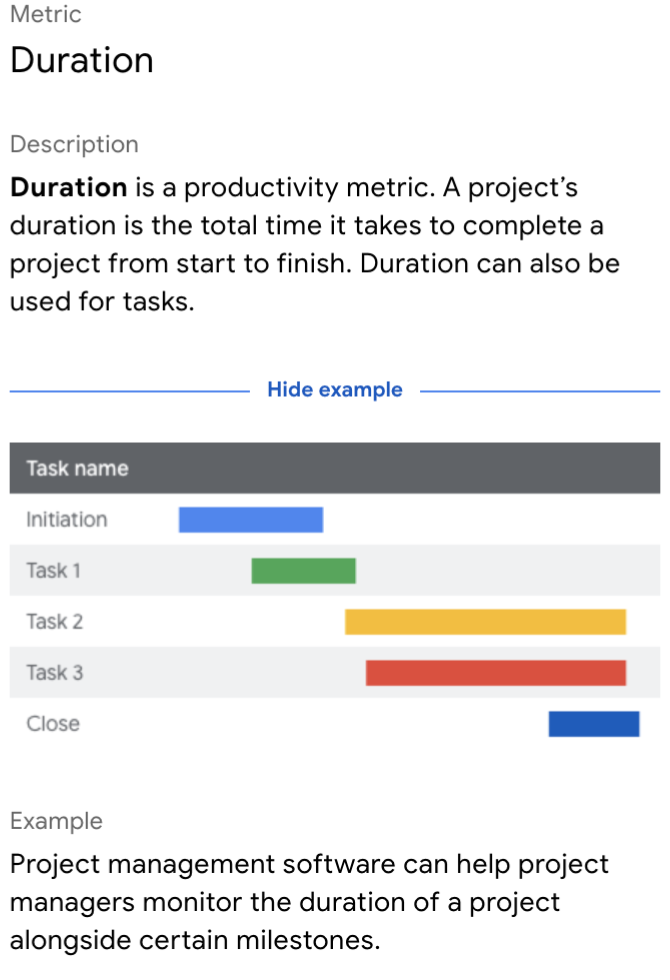 Metric
Duration
Description
Duration is a productivity metric. A project’s
duration is the total time it takes to complete a
project from start to finish. Duration can also be
used for tasks.
Hide example
Task name
Initiation
Task 1
Task 2
Task 3
Close
Example
Project management software can help project
managers monitor the duration of a project
alongside certain milestones.